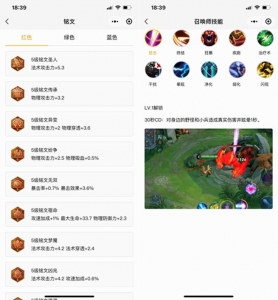 18:39
铭文
红色 绿色 蓝色
5级铭文圣人
法术攻击力+5.3
5级铭文传承
物理攻击力+3.2
5级铭文异变
物理攻击力+2 物理穿透+3.6
5级铭文纷争
物理攻击力+2.5 物理吸血+0.5%
5级铭文无双
暴击率+0.7% 暴击效果+3.6%
5级铭文宿命
攻速加成+1% 最大生命+33.7 物理防御力+2.3
5级铭文梦魇
法术攻击力+4.2 法术穿透+2.4
5级铭文凶兆
法术攻击力+4.2 攻速加成+0.6%
18:39
召唤师技能
惩击 终结 狂暴 疾跑 治疗术
干扰 晕眩 净化 弱化 闪现
LV.1解锁
30秒CD：对身边的野怪和小兵造成真实伤害并眩晕1秒。